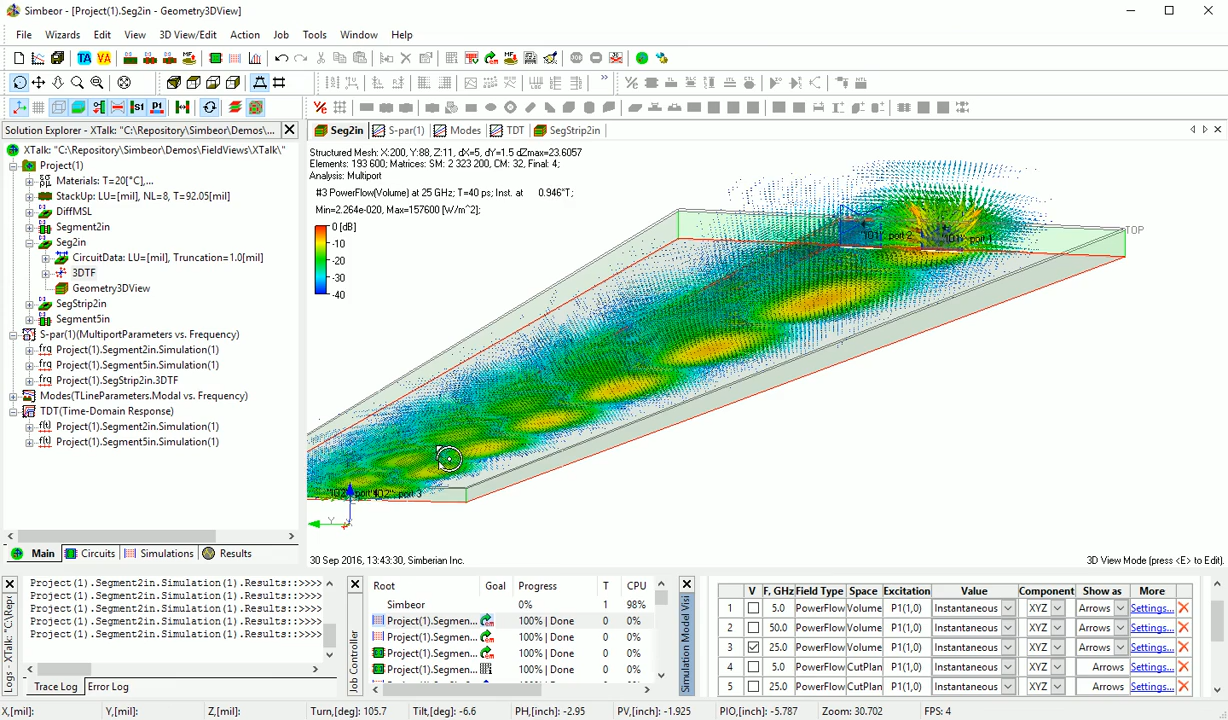 Simbeor - [Project(1).Seg2in - Geometry3DView]
File Wizards Edit View 3D View/Edit Action Job Tools Window Help
Solution Explorer - XTalk: "C:\Repository\Simbeor\Demos\...
XTalk: "C:\Repository\Simbeor\Demos\FieldViews\XTalk\"
Project(1)
Materials: T=20[°C],...
StackUp: LU=[mil], NL=8, T=92.05[mil]
DiffMSL
Segment2in
Seg2in
CircuitData: LU=[mil], Truncation=1.0[mil]
3DTF
Geometry3DView
SegStrip2in
Segment5in
S-par(1)(MultiportParameters vs. Frequency)
Project(1).Segment2in.Simulation(1)
Project(1).Segment5in.Simulation(1)
Project(1).SegStrip2in.3DTF
Modes(TLineParameters.Modal vs. Frequency)
TDT(Time-Domain Response)
Project(1).Segment2in.Simulation(1)
Project(1).Segment5in.Simulation(1)
Main Circuits Simulations Results
Seg2in S-par(1) Modes TDT SegStrip2in
Structured Mesh: X:200, Y:88, Z:11, dX=5, dY=1.5 dZmax=23.6057
Elements: 193 600; Matrices: SM: 2 323 200, CM: 32, Final: 4;
Analysis: Multiport
#3 PowerFlow(Volume) at 25 GHz; T=40 ps; Inst. at 0.946*T;
Min=2.264e-020, Max=157600 [W/m^2];
0 [dB]
-10
-20
-30
-40
TOP
port 2
port 1
port 3
Y
30 Sep 2016, 13:43:30, Simberian Inc.
3D View Mode (press <E> to Edit).
Logs - XTalk: "C:\Rep
Project(1).Segment2in.Simulation(1).Results::>>>>
Project(1).Segment2in.Simulation(1).Results::>>>>
Project(1).Segment2in.Simulation(1).Results::>>>>
Project(1).Segment2in.Simulation(1).Results::>>>>
Project(1).Segment2in.Simulation(1).Results::>>>>
Trace Log Error Log
Job Controller
Root Goal Progress T CPU
Simbeor 0% 1 98%
Project(1).Segmen... 100% | Done 0 0%
Project(1).Segmen... 100% | Done 0 0%
Project(1).Segmen... 100% | Done 0 0%
Project(1).Segmen... 100% | Done 0 0%
Simulation Model Visi
V F, GHz Field Type Space Excitation Value Component Show as More
1 5.0 PowerFlow Volume P1(1,0) Instantaneous XYZ Arrows Settings...
2 50.0 PowerFlow Volume P1(1,0) Instantaneous XYZ Arrows Settings...
3 25.0 PowerFlow Volume P1(1,0) Instantaneous XYZ Arrows Settings...
4 5.0 PowerFlow CutPlan P1(1,0) Instantaneous XYZ Arrows Settings...
5 25.0 PowerFlow CutPlan P1(1,0) Instantaneous XYZ Arrows Settings...
X,[mil]: Y,[mil]: Z,[mil]: Turn,[deg]: 105.7 Tilt,[deg]: -6.6 PH,[inch]: -2.95 PV,[inch]: -1.925 PIO,[inch]: -5.787 Zoom: 30.702 FPS: 4 PH,